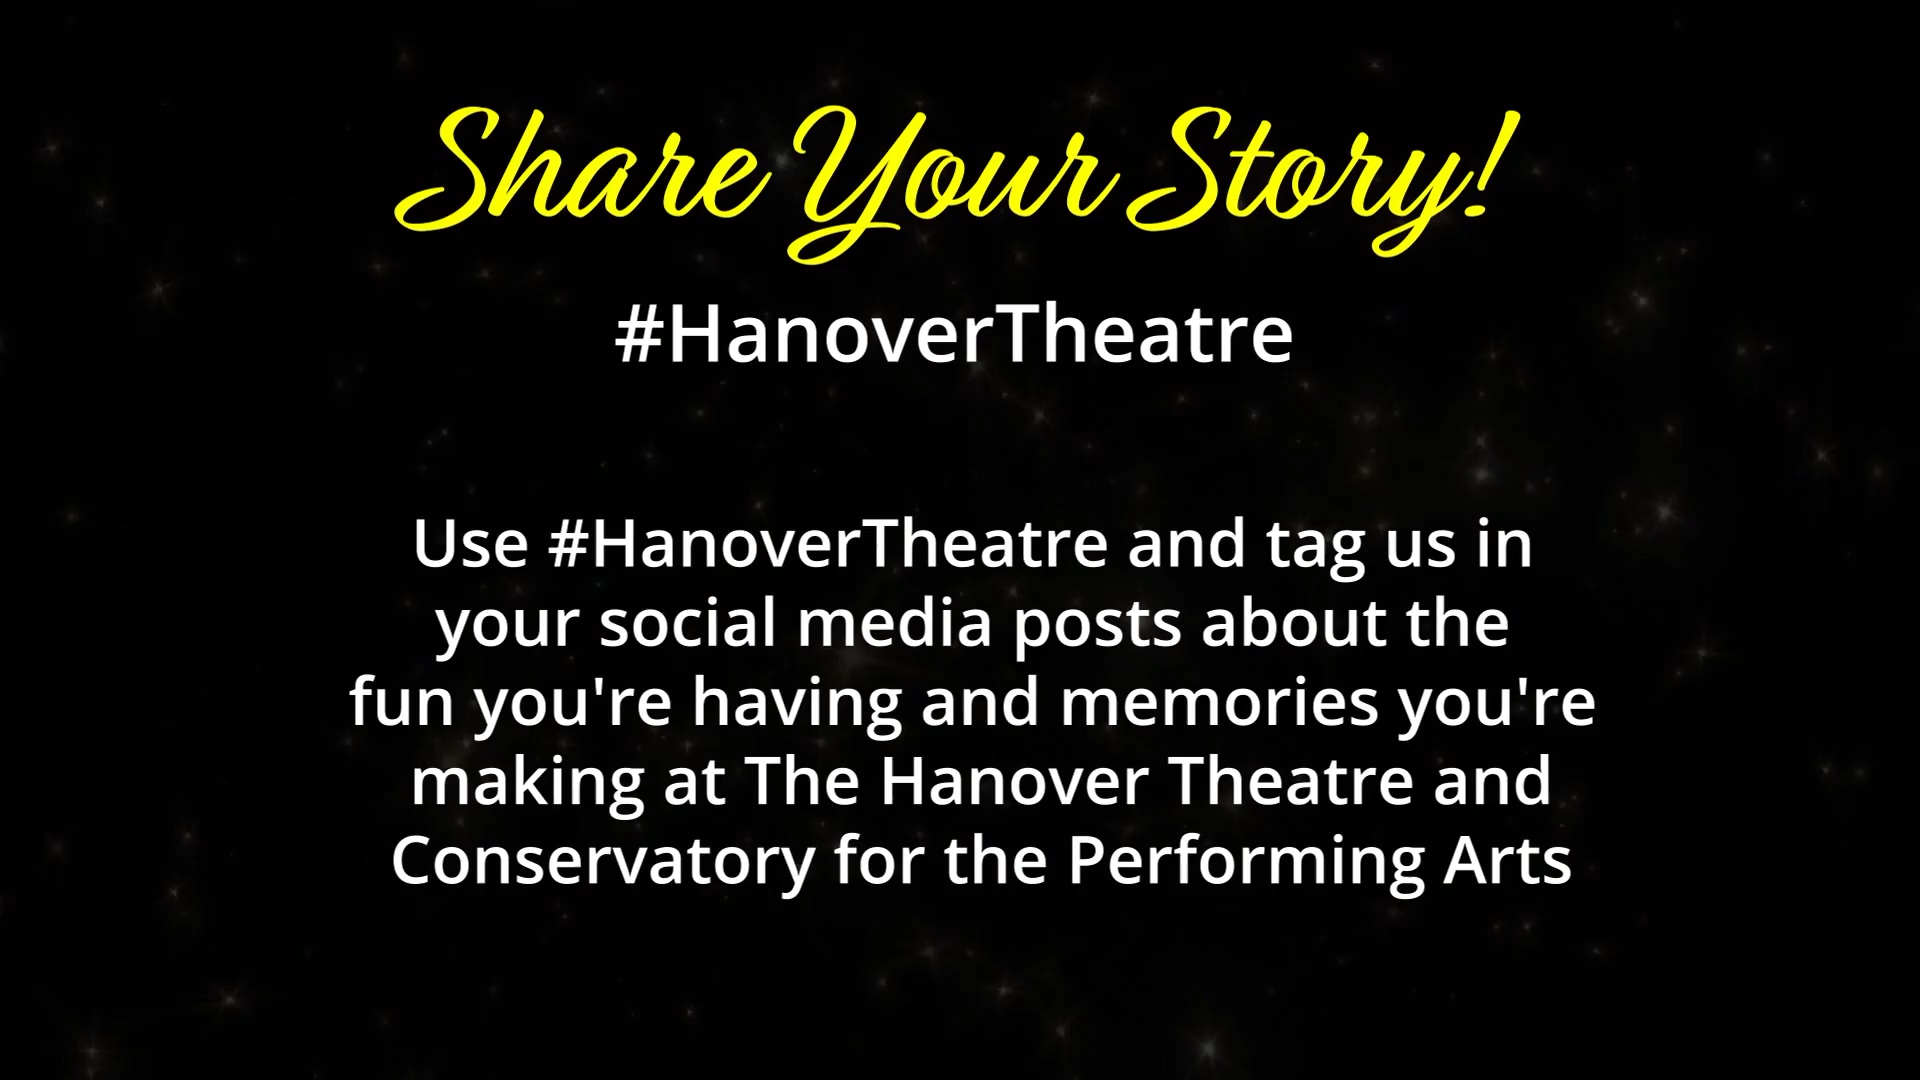 Share Your Story!
#HanoverTheatre
Use #HanoverTheatre and tag us in
your social media posts about the
fun you're having and memories you're
making at The Hanover Theatre and
Conservatory for the Performing Arts